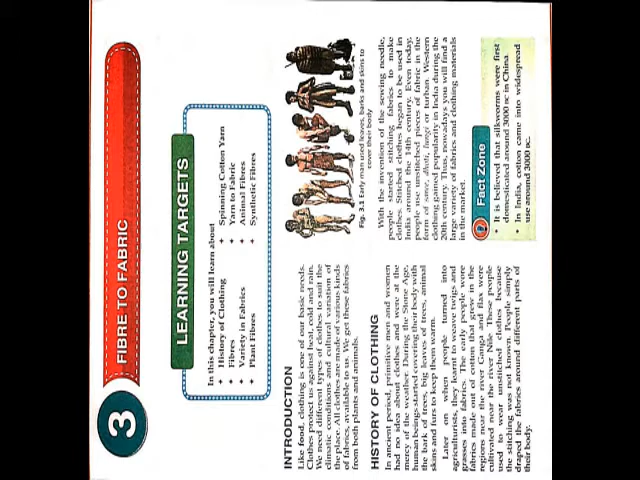 3
FIBRE TO FABRIC
LEARNING TARGETS
In this chapter, you will learn about
History of Clothing
Fibres
Variety in Fabrics
Plant Fibres
Spinning Cotton Yarn
Yarn to Fabric
Animal Fibres
Synthetic Fibres
INTRODUCTION
Like food, clothing is one of our basic needs.
Clothes protect us against heat, cold and rain.
We need different types of clothes to suit the
climatic conditions and cultural variation of
the place. All clothes are made of various kinds
of fabrics, available to us. We get these fabrics
from both plants and animals.
HISTORY OF CLOTHING
In ancient period, primitive men and women
had no idea about clothes and were at the
mercy of the weather. During the Stone Age,
human beings started covering their body with
the bark of trees, big leaves of trees, animal
skins and furs to keep them warm.
Later on when people turned into
agriculturists, they learnt to weave twigs and
grasses into fabrics. The early people wore
fabrics made out of cotton that grew in the
regions near the river Ganga and flax were
cultivated near the river Nile. These people
used to wear unstitched clothes because
the stitching was not known. People simply
draped the fabrics around different parts of
their body.
Fig. 3.1 Early man used leaves, barks and skins to
cover their body
With the invention of the sewing needle,
people started stitching fabrics to make
clothes. Stitched clothes began to be used in
India around the 14th century. Even today,
people use unstitched pieces of fabric in the
form of saree, dhoti, lungi or turban. Western
clothing gained popularity in India during the
20th century. Thus, nowadays you will find a
large variety of fabrics and clothing materials
in the market.
Fact Zone
• It is believed that silkworms were first
domesticated around 3000 BC in China
• In India, cotton came into widespread
use around 3000 BC.